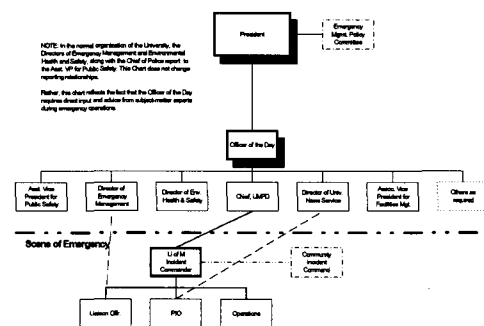 President
Emergency
Mgmt. Policy
Committee
NOTE: In the normal organization of the University, the
Directors of Emergency Management and Environmental
Health and Safety, along with the Chief of Police report to
the Asst. VP for Public Safety. This Chart does not change
reporting relationships.
Rather, this chart reflects the fact that the Officer of the Day
requires direct input and advice from subject-matter experts
during emergency operations.
Officer of the Day
Asst. Vice
President for
Public Safety
Director of
Emergency
Management
Director of Env.
Health & Safety
Chief, UMPD
Director of Univ.
News Service
Assoc. Vice
President for
Facilities Mgt.
Others as
required
Scene of Emergency
U of M
Incident
Commander
Community
Incident
Command
Liaison Offr.
PIO
Operations